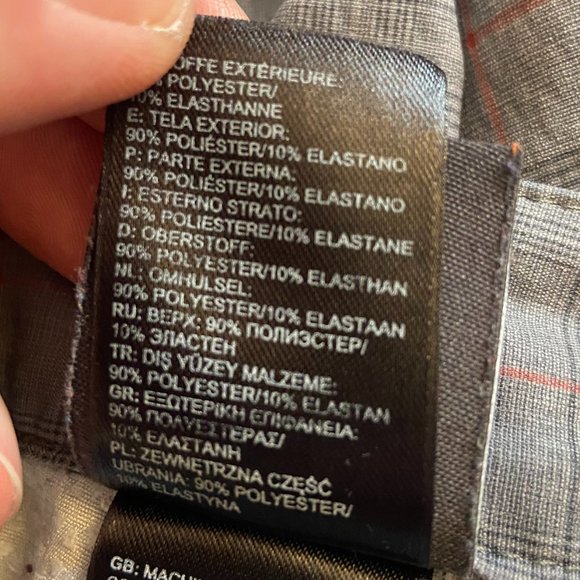 OFFE EXTÉRIEURE:
% POLYESTER/
10% ELASTHANNE
E: TELA EXTERIOR:
90% POLIÉSTER/10% ELASTANO
P: PARTE EXTERNA:
90% POLIÉSTER/10% ELASTANO
I: ESTERNO STRATO:
90% POLIESTERE/10% ELASTANE
D: OBERSTOFF:
90% POLYESTER/10% ELASTHAN
NL: OMHULSEL:
90% POLYESTER/10% ELASTAAN
RU: ВЕРХ: 90% ПОЛИЭСТЕР/
10% ЭЛАСТЕН
TR: DIŞ YÜZEY MALZEME:
90% POLYESTER/10% ELASTAN
GR: ΕΞΩΤΕΡΙΚΗ ΕΠΙΦΑΝΕΙΑ:
90% ΠΟΛΥΕΣΤΕΡΑΣ/
10% ΕΛΑΣΤΑΝΗ
PL: ZEWNĘTRZNA CZĘŚĆ
UBRANIA: 90% POLYESTER/
10% ELASTYNA
GB: MACHI